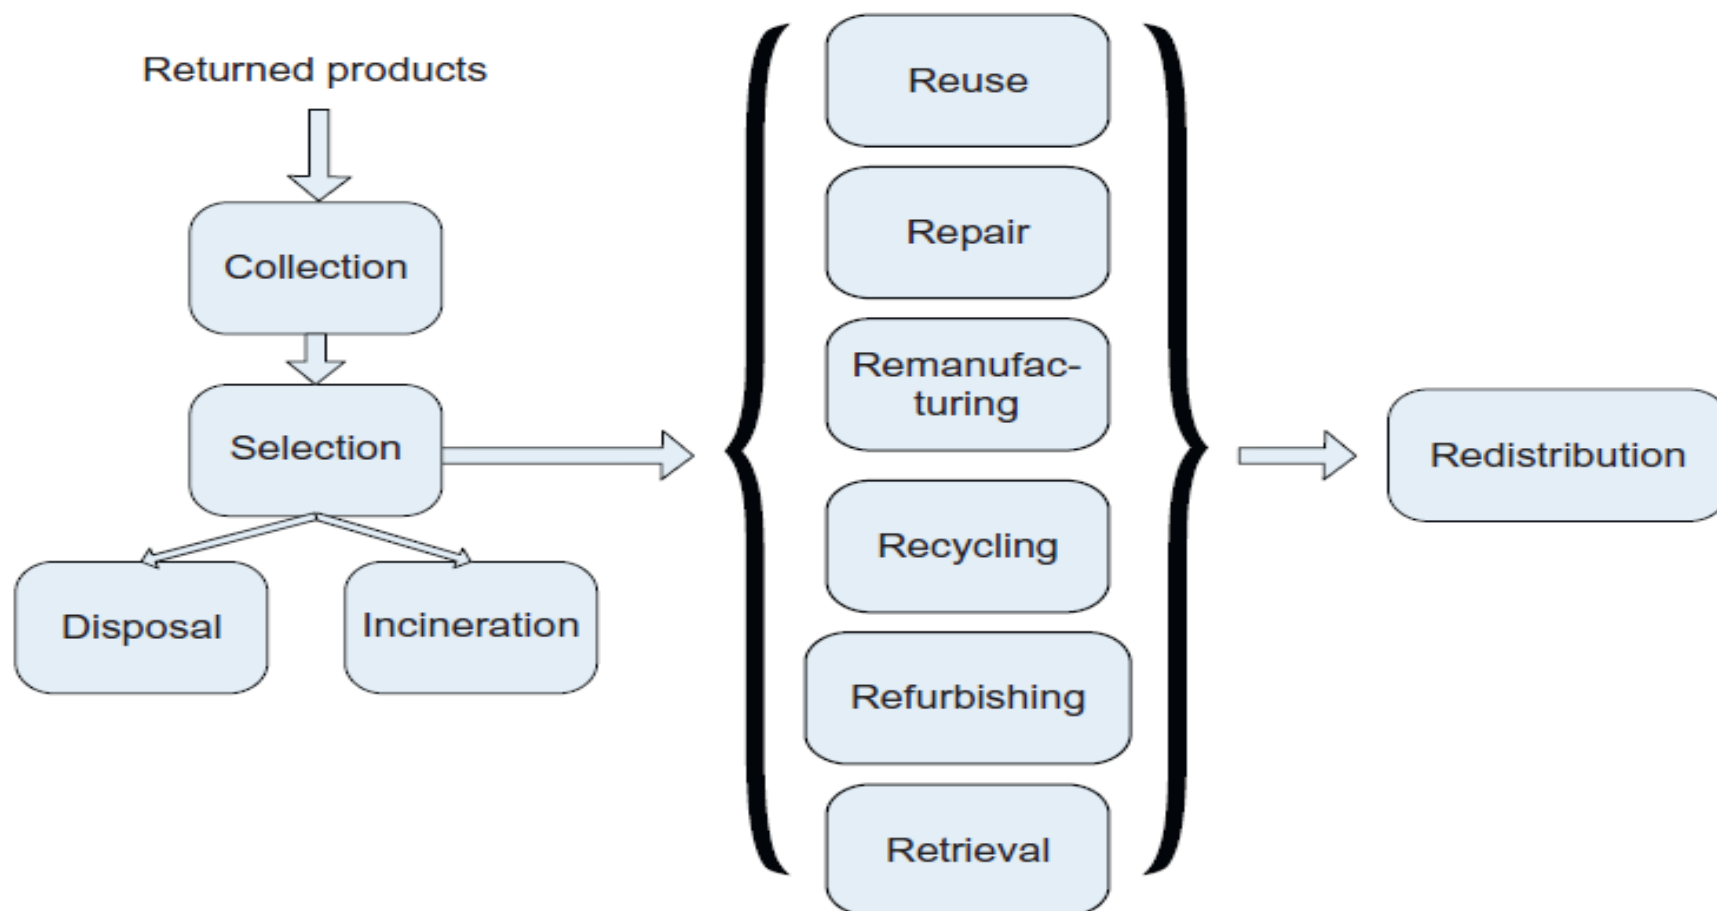 Returned products
Collection
Selection
Disposal
Incineration
Reuse
Repair
Remanufac-
turing
Recycling
Refurbishing
Retrieval
Redistribution